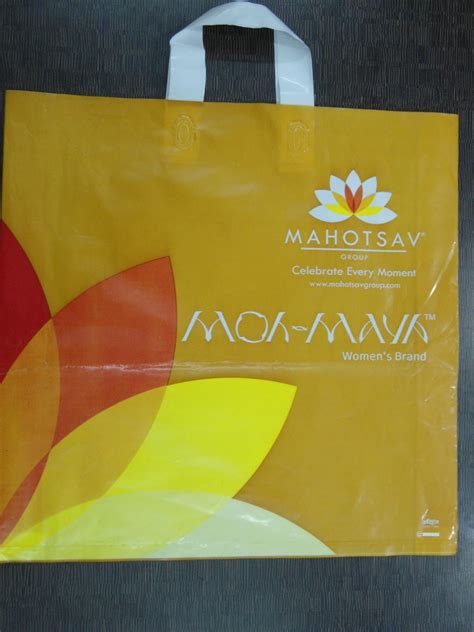 MAHOTSAV®
GROUP
Celebrate Every Moment
www.mahotsavgroup.com
MOH-MAYA™
Women's Brand